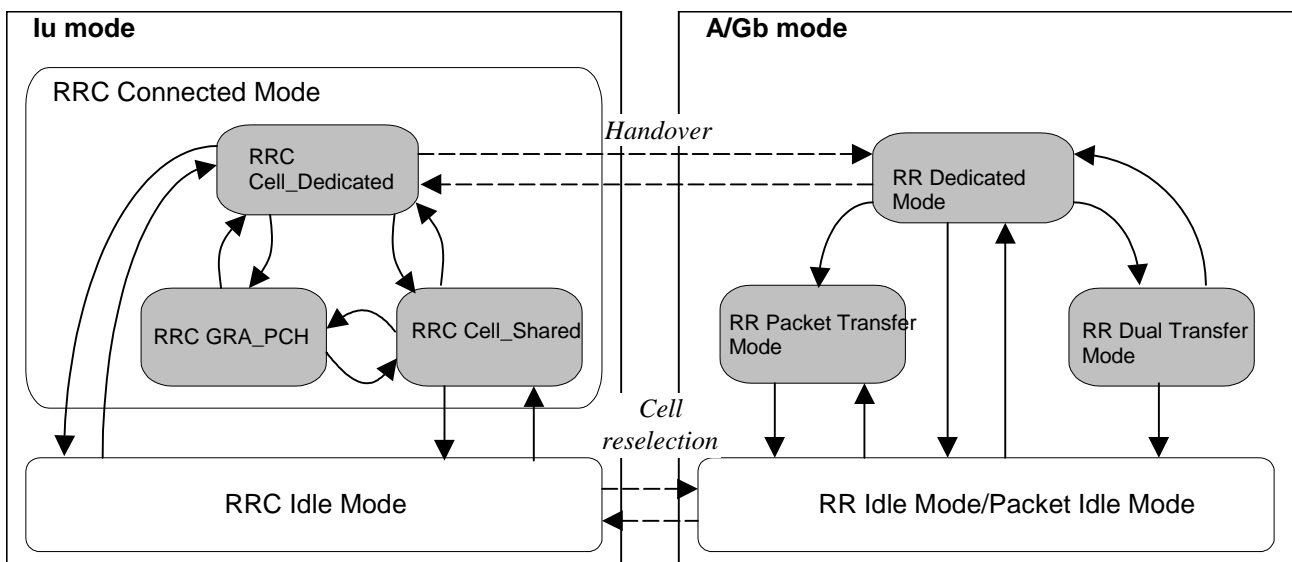 Iu mode
A/Gb mode
RRC Connected Mode
Handover
RRC
Cell_Dedicated
RR Dedicated
Mode
RRC GRA_PCH
RRC Cell_Shared
RR Packet Transfer
Mode
RR Dual Transfer
Mode
Cell
reselection
RRC Idle Mode
RR Idle Mode/Packet Idle Mode